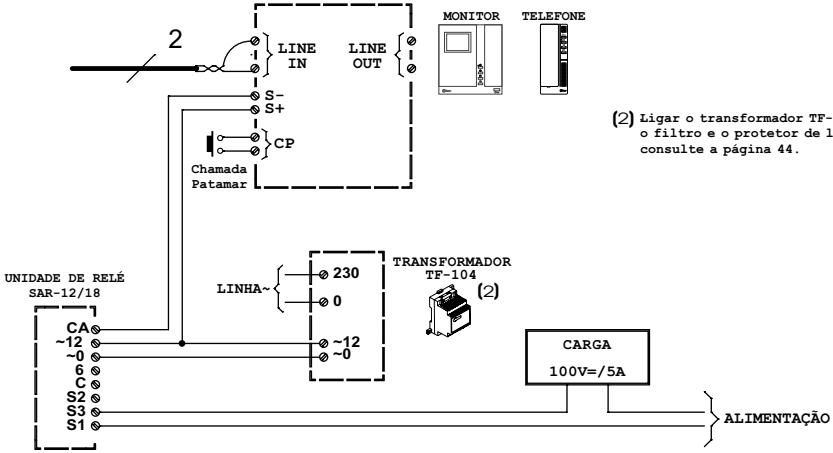 MONITOR TELEFONE
2
LINE IN
LINE OUT
S-
S+
CP
Chamada
Patamar
(2) Ligar o transformador TF-
o filtro e o protetor de l
consulte a página 44.
UNIDADE DE RELÉ
SAR-12/18
CA
~12
~0
6
C
S2
S3
S1
LINHA~
230
0
~12
~0
TRANSFORMADOR
TF-104
(2)
CARGA
100V=/5A
ALIMENTAÇÃO